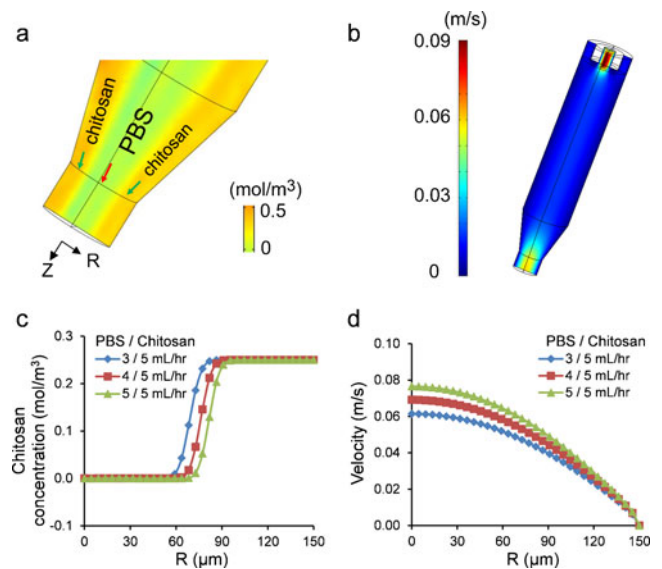 a
chitosan
PBS
chitosan
(mol/m³)
0.5
0
Z
R
b
(m/s)
0.09
0.06
0.03
0
c
PBS / Chitosan
3 / 5 mL/hr
4 / 5 mL/hr
5 / 5 mL/hr
Chitosan
concentration (mol/m³)
0.3
0.2
0.1
0.0
-0.1
0 30 60 90 120 150
R (μm)
d
PBS / Chitosan
3 / 5 mL/hr
4 / 5 mL/hr
5 / 5 mL/hr
Velocity (m/s)
0.10
0.08
0.06
0.04
0.02
0.00
0 30 60 90 120 150
R (μm)